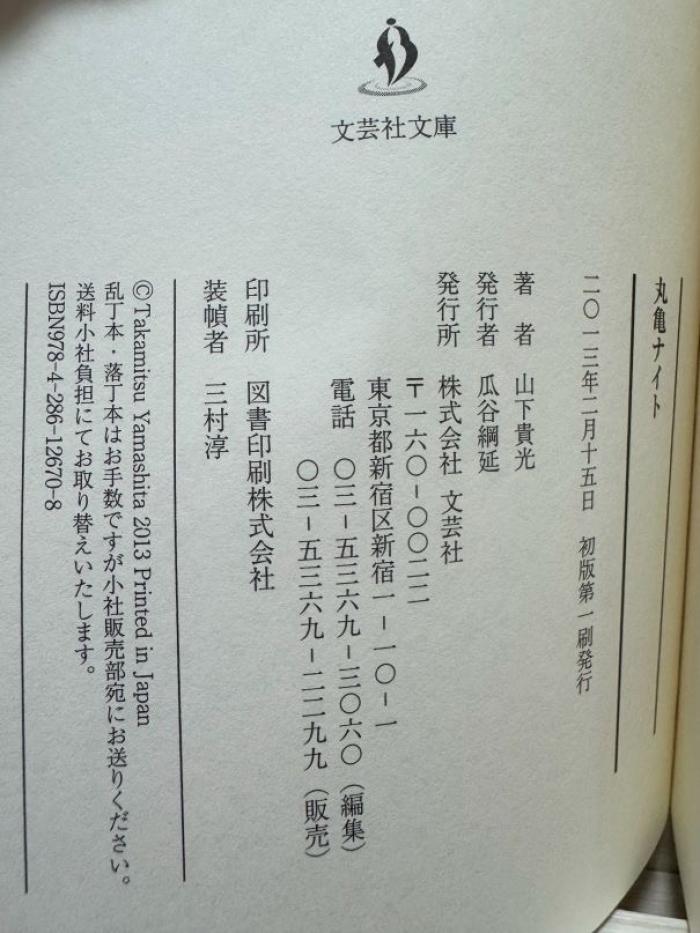 文芸社文庫
丸亀ナイト
二〇一三年二月十五日 初版第一刷発行
著 者 山下貴光
発行者 瓜谷綱延
発行所 株式会社 文芸社
〒一六〇－〇〇二二
東京都新宿区新宿一－一〇－一
電話 〇三－五三六九－三〇六〇（編集）
〇三－五三六九－二二九九（販売）
印刷所 図書印刷株式会社
装幀者 三村淳
©Takamitsu Yamashita 2013 Printed in Japan
乱丁本・落丁本はお手数ですが小社販売部宛にお送りください。
送料小社負担にてお取り替えいたします。
ISBN978-4-286-12670-8